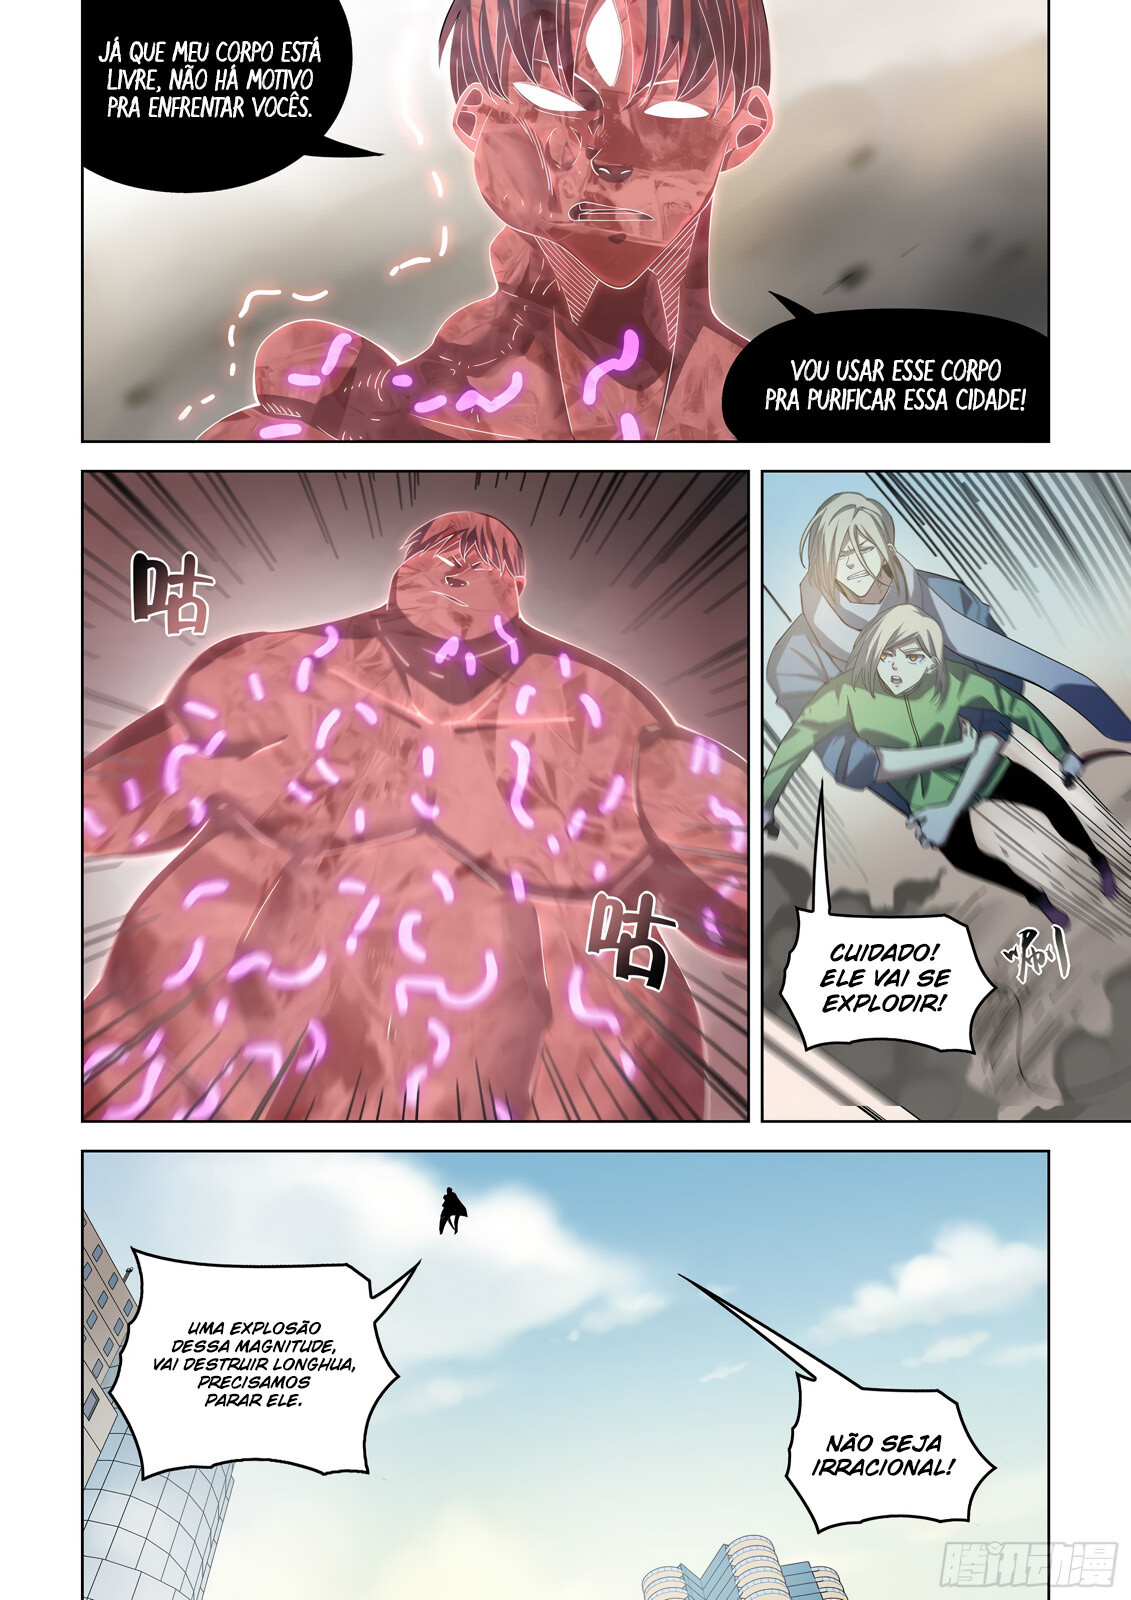 JÁ QUE MEU CORPO ESTÁ
LIVRE, NÃO HÁ MOTIVO
PRA ENFRENTAR VOCÊS.
VOU USAR ESSE CORPO
PRA PURIFICAR ESSA CIDADE!
咕
咕
CUIDADO!
ELE VAI SE
EXPLODIR!
唰
UMA EXPLOSÃO
DESSA MAGNITUDE,
VAI DESTRUIR LONGHUA,
PRECISAMOS
PARAR ELE.
NÃO SEJA
IRRACIONAL!
腾讯动漫